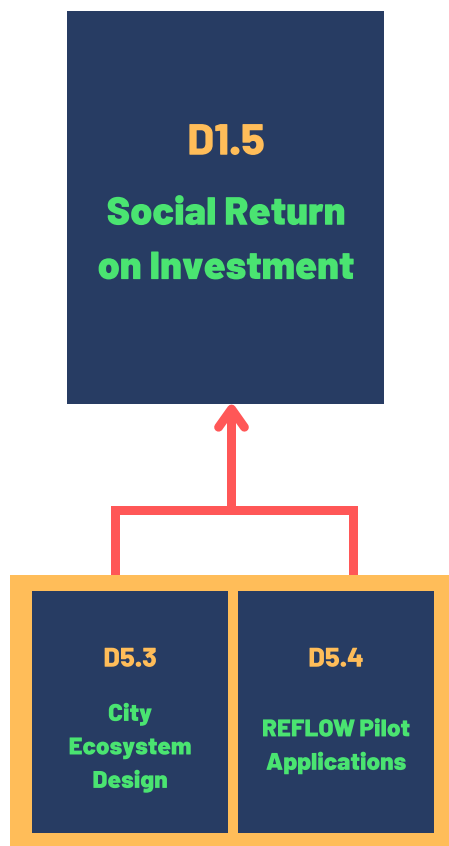 D1.5
Social Return
on Investment
D5.3
City
Ecosystem
Design
D5.4
REFLOW Pilot
Applications